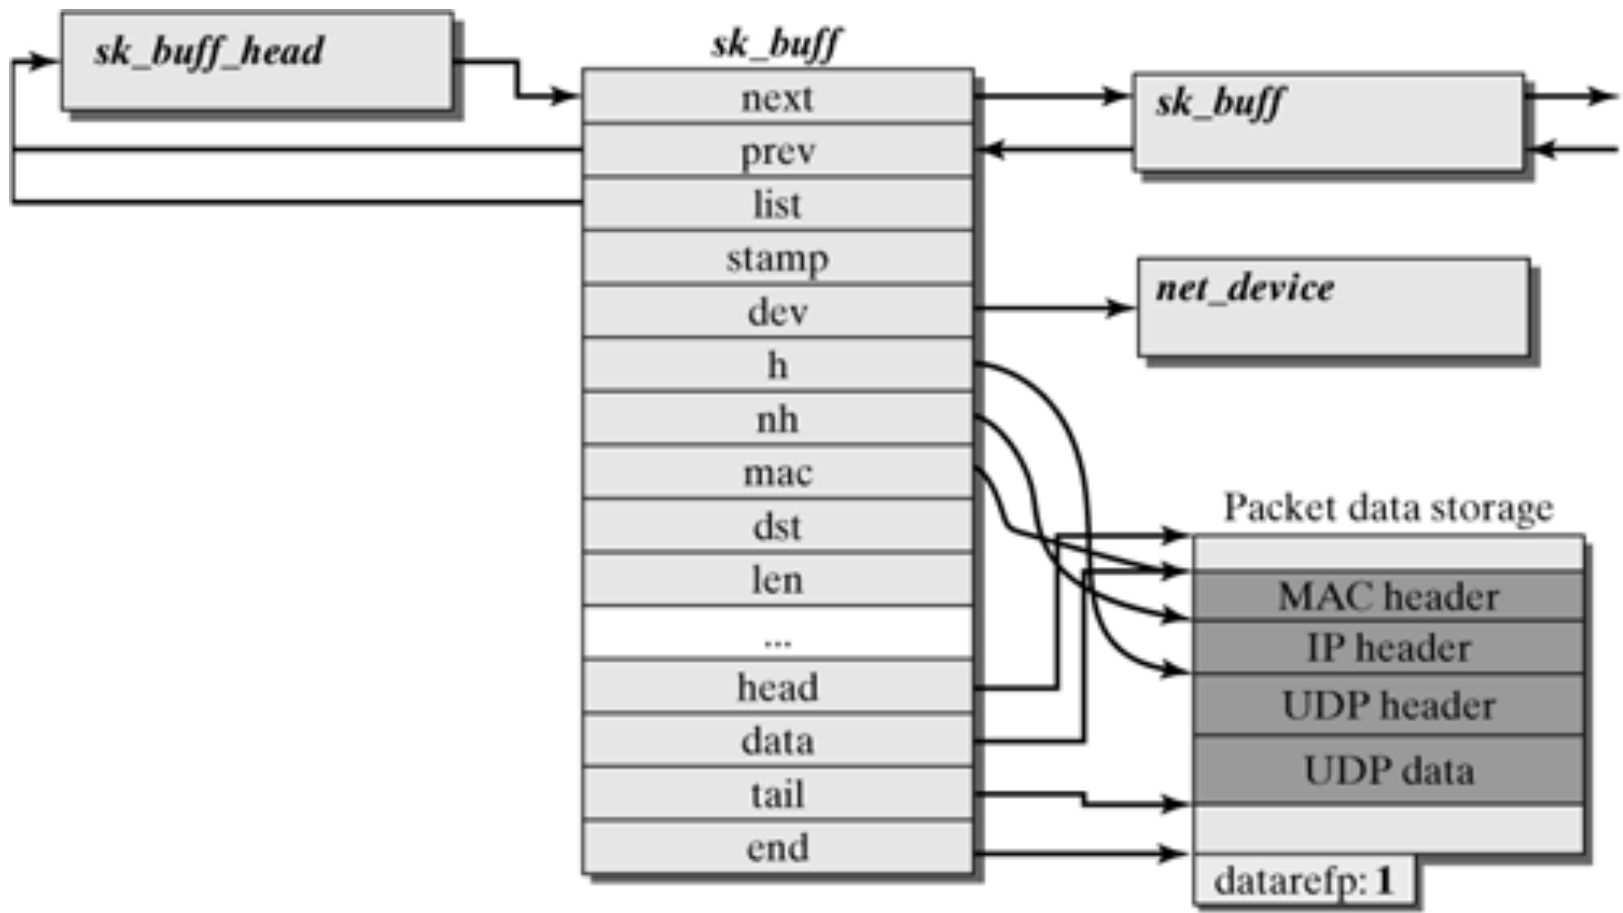 sk_buff_head
sk_buff
next
prev
list
stamp
dev
h
nh
mac
dst
len
...
head
data
tail
end
sk_buff
net_device
Packet data storage
MAC header
IP header
UDP header
UDP data
datarefp: 1